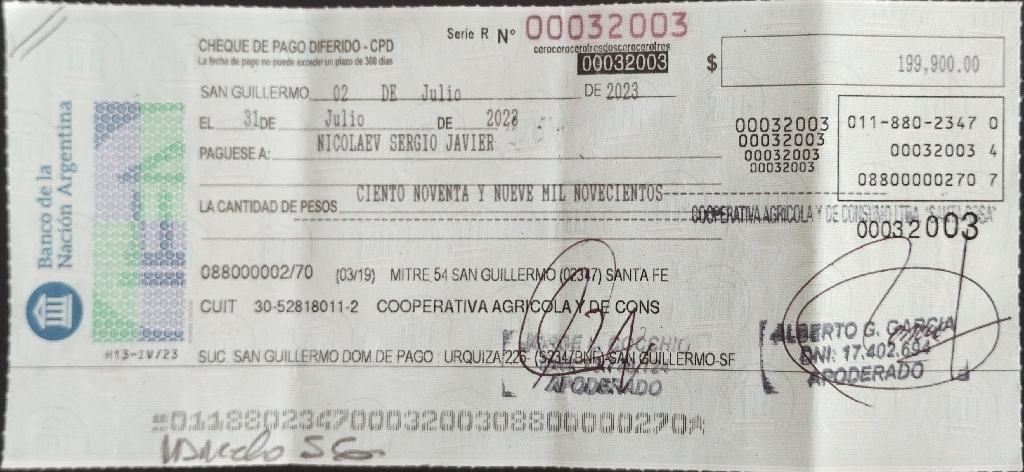 Serie R Nº 00032003
cerocerocerotresdoscerocerotres
00032003
CHEQUE DE PAGO DIFERIDO - CPD
La fecha de pago no puede exceder un plazo de 360 días
$ 199,900.00
SAN GUILLERMO, 02 DE Julio DE 2023
EL 31 DE Julio DE 2023
PAGUESE A: NICOLAEV SERGIO JAVIER
00032003
00032003
00032003
00032003
011-880-2347 0
00032003 4
08800000270 7
CIENTO NOVENTA Y NUEVE MIL NOVECIENTOS
LA CANTIDAD DE PESOS
COOPERATIVA AGRICOLA Y DE CONSUMO LTDA. "SANTA ROSA"
00032003
Banco de la
Nación Argentina
088000002/70 (03/19) MITRE 54 SAN GUILLERMO (02347) SANTA FE
CUIT 30-52818011-2 COOPERATIVA AGRICOLA Y DE CONS
H13-IV/23
SUC SAN GUILLERMO DOM DE PAGO : URQUIZA 226 (S2347BNF) SAN GUILLERMO-SF
APODERADO
ALBERTO G. GARCIA
DNI: 17.402.694
APODERADO
01188023470003200308800000270